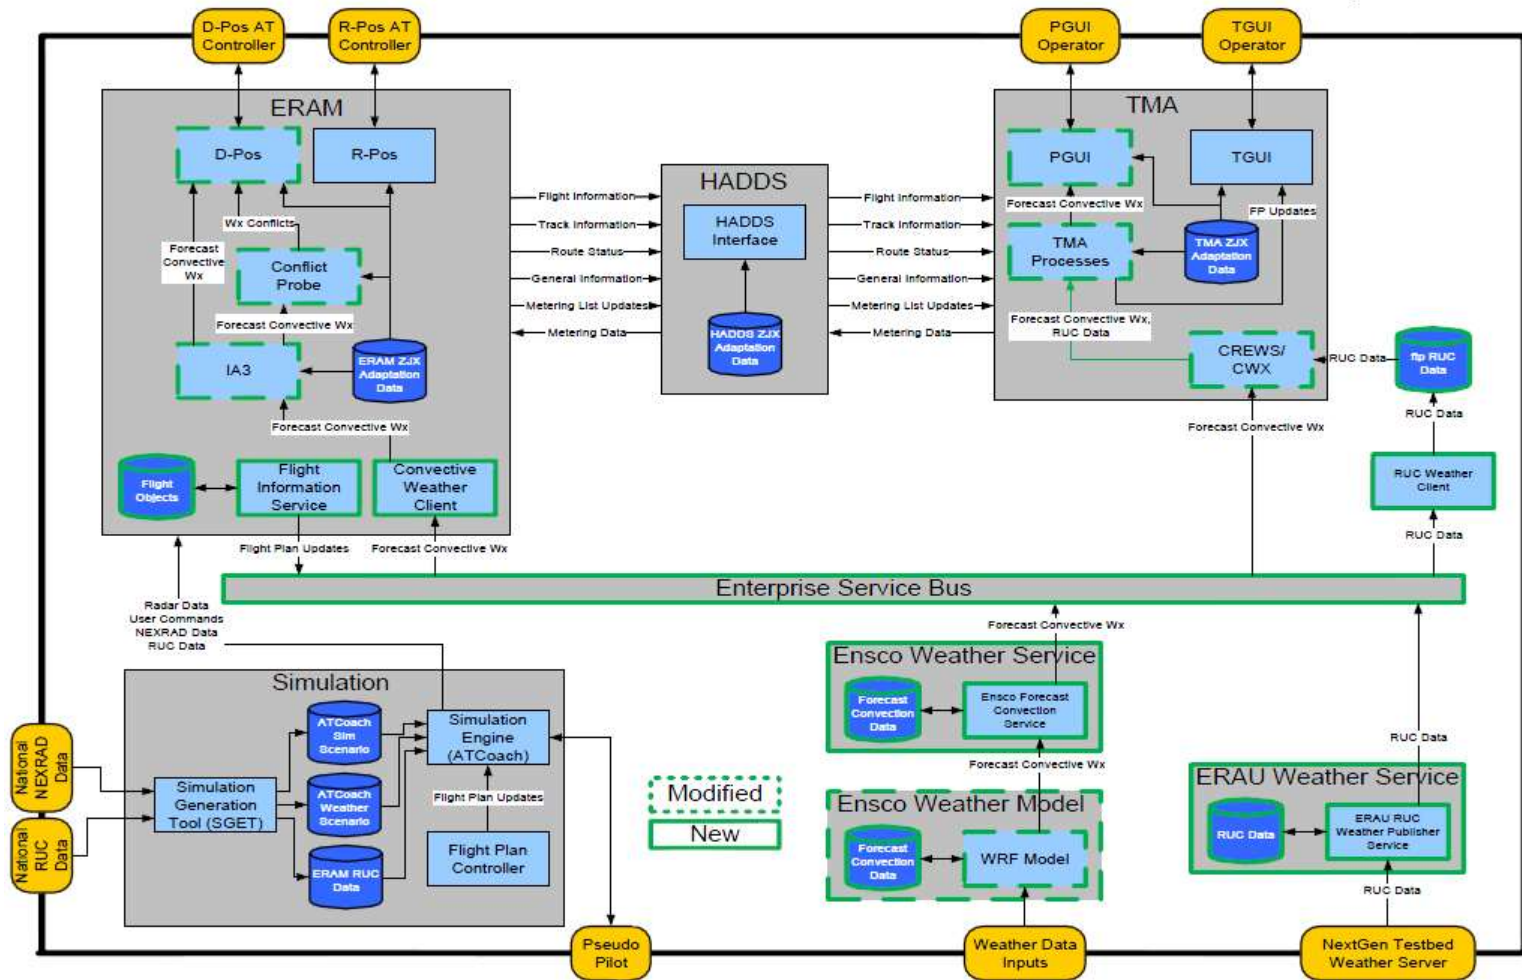 D-Pos AT
Controller
R-Pos AT
Controller
PGUI
Operator
TGUI
Operator
ERAM
D-Pos
R-Pos
Wx Conflicts
Forecast
Convective
Wx
Conflict
Probe
Forecast Convective Wx
IA3
ERAM ZJX
Adaptation
Data
Forecast Convective Wx
Flight
Objects
Flight
Information
Service
Convective
Weather
Client
Flight Information
Track Information
Route Status
General Information
Metering List Updates
Metering Data
HADDS
HADDS
Interface
HADDS ZJX
Adaptation
Data
Flight Information
Track Information
Route Status
General Information
Metering List Updates
Metering Data
TMA
PGUI
TGUI
Forecast Convective Wx
FP Updates
TMA
Processes
TMA ZJX
Adaptation
Data
Forecast Convective Wx,
RUC Data
CREWS/
CWX
RUC Data
ftp RUC
Data
RUC Data
Forecast Convective Wx
RUC Weather
Client
RUC Data
Flight Plan Updates
Forecast Convective Wx
Enterprise Service Bus
Radar Data
User Commands
NEXRAD Data
RUC Data
Forecast Convective Wx
Simulation
ATCoach
Sim
Scenario
Simulation
Engine
(ATCoach)
National
NEXRAD
Data
Simulation
Generation
Tool (SGET)
ATCoach
Weather
Scenario
Flight Plan Updates
National
RUC
Data
ERAM RUC
Data
Flight Plan
Controller
Modified
New
Ensco Weather Service
Forecast
Convection
Data
Ensco Forecast
Convection
Service
Forecast Convective Wx
Ensco Weather Model
Forecast
Convection
Data
WRF Model
RUC Data
ERAU Weather Service
RUC Data
ERAU RUC
Weather Publisher
Service
RUC Data
Pseudo
Pilot
Weather Data
Inputs
NextGen Testbed
Weather Server